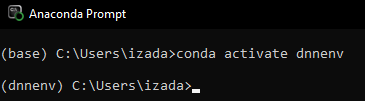 Anaconda Prompt
(base) C:\Users\izada>conda activate dnnenv
(dnnenv) C:\Users\izada>